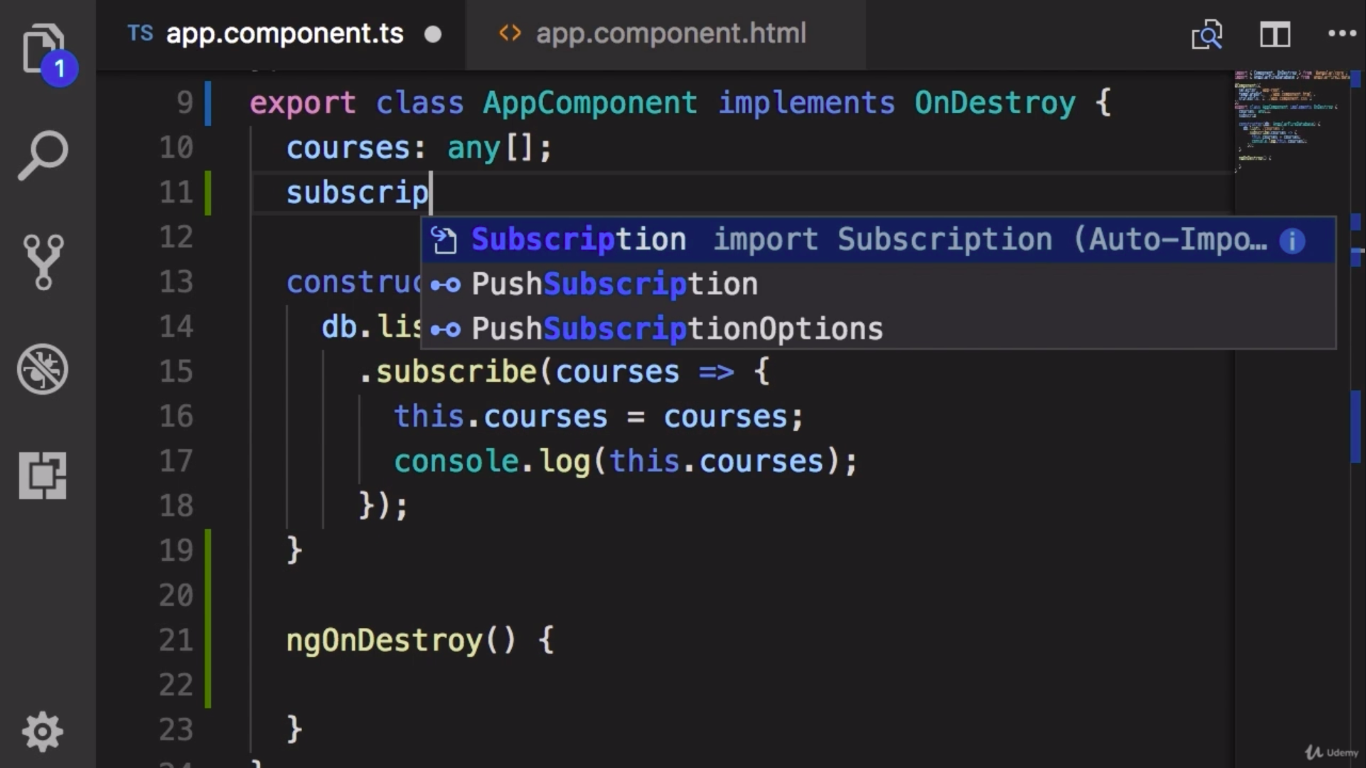 TS app.component.ts ● <> app.component.html
1
9 export class AppComponent implements OnDestroy {
10 courses: any[];
11 subscrip
12
Subscription import Subscription (Auto-Impo…
13 construc
PushSubscription
14 db.lis
PushSubscriptionOptions
15 .subscribe(courses => {
16 this.courses = courses;
17 console.log(this.courses);
18 });
19 }
20
21 ngOnDestroy() {
22
23 }
Udemy